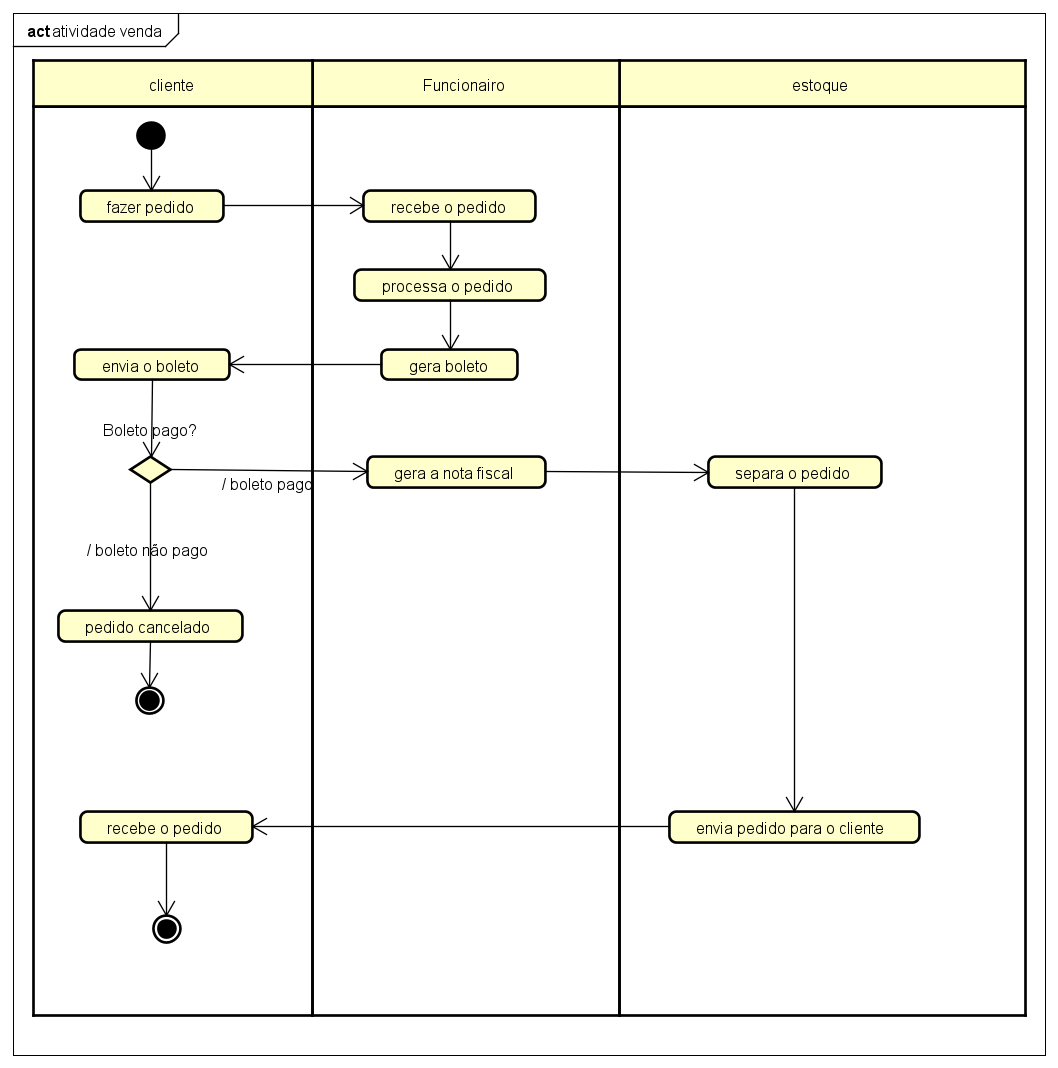 act atividade venda
cliente
Funcionairo
estoque
fazer pedido
recebe o pedido
processa o pedido
envia o boleto
gera boleto
Boleto pago?
gera a nota fiscal
separa o pedido
/ boleto pago
/ boleto não pago
pedido cancelado
recebe o pedido
envia pedido para o cliente